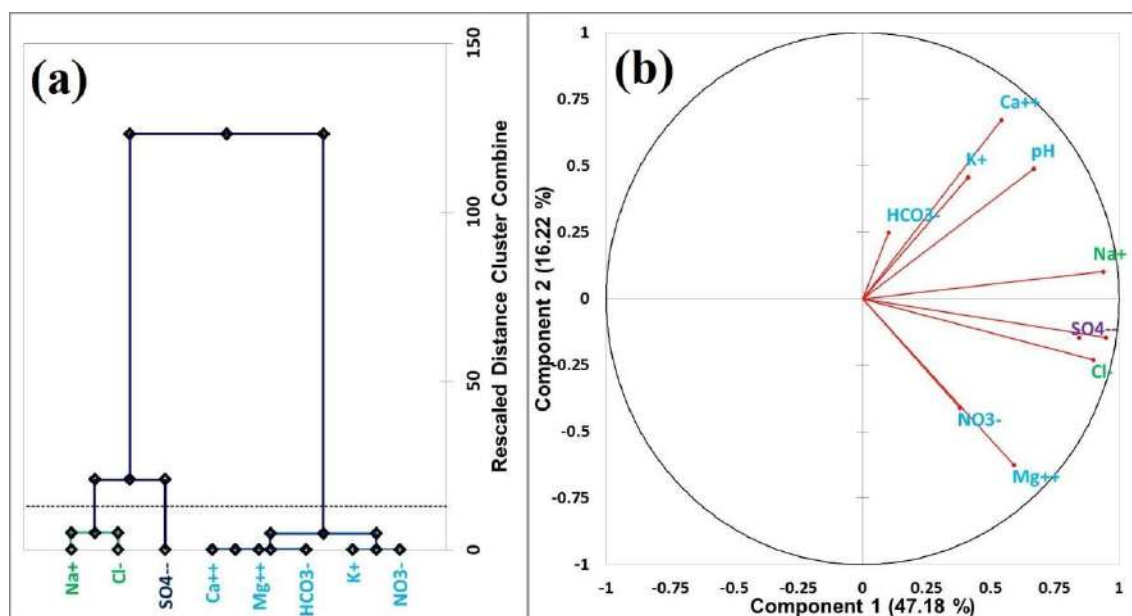 (a)
150
100
50
0
Rescaled Distance Cluster Combine
Na+
Cl-
SO4--
Ca++
Mg++
HCO3-
K+
NO3-
(b)
1
0.75
0.5
0.25
0
-0.25
-0.5
-0.75
-1
Component 2 (16.22 %)
Ca++
K+
pH
HCO3-
Na+
SO4--
Cl-
NO3-
Mg++
-1
-0.75
-0.5
-0.25
0
0.25
0.5
0.75
1
Component 1 (47.18 %)